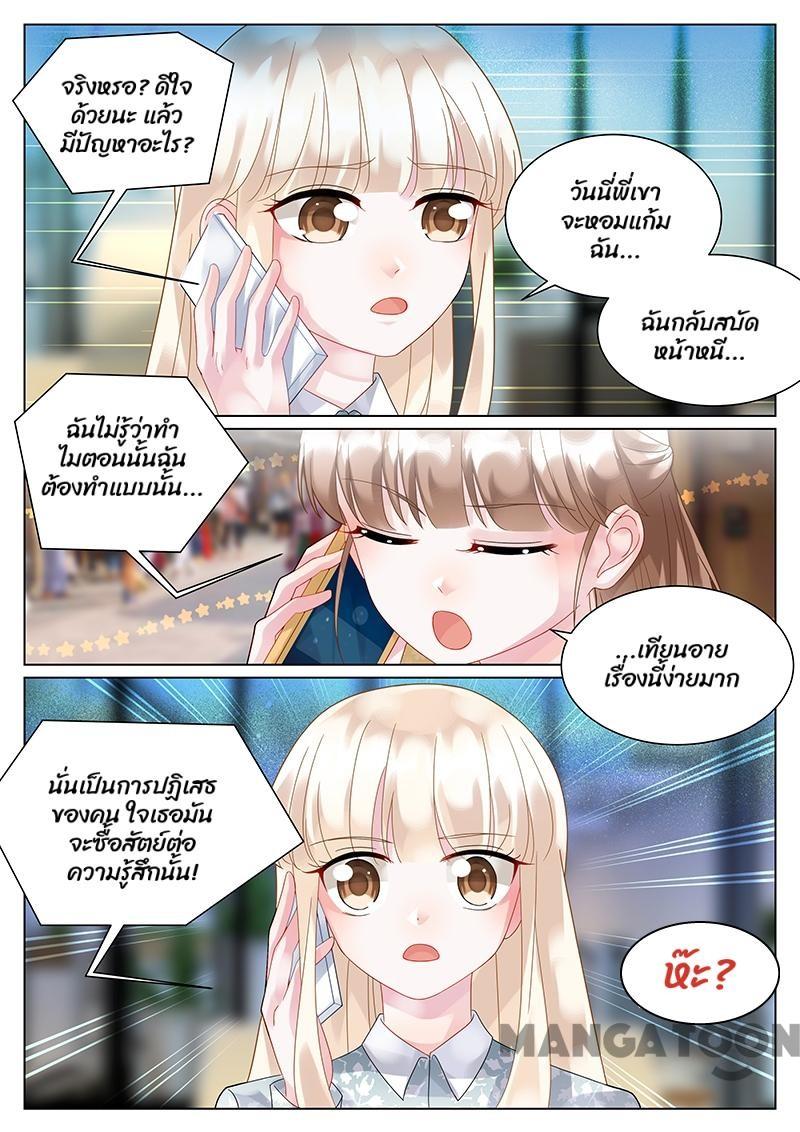 จริงหรอ? ดีใจ
ด้วยนะ แล้ว
มีปัญหาอะไร?
วันนี่พี่เขา
จะหอมแก้ม
ฉัน...
ฉันกลับสบัด
หน้าหนี...
ฉันไม่รู้ว่าทำ
ไมตอนนั้นฉัน
ต้องทำแบบนั้น...
...เทียนอาย
เรื่องนี้ง่ายมาก
นั่นเป็นการปฏิเสธ
ของคน ใจเธอมัน
จะซื้อสัตย์ต่อ
ความรู้สึกนั้น!
ห๊ะ?
MANGATOON